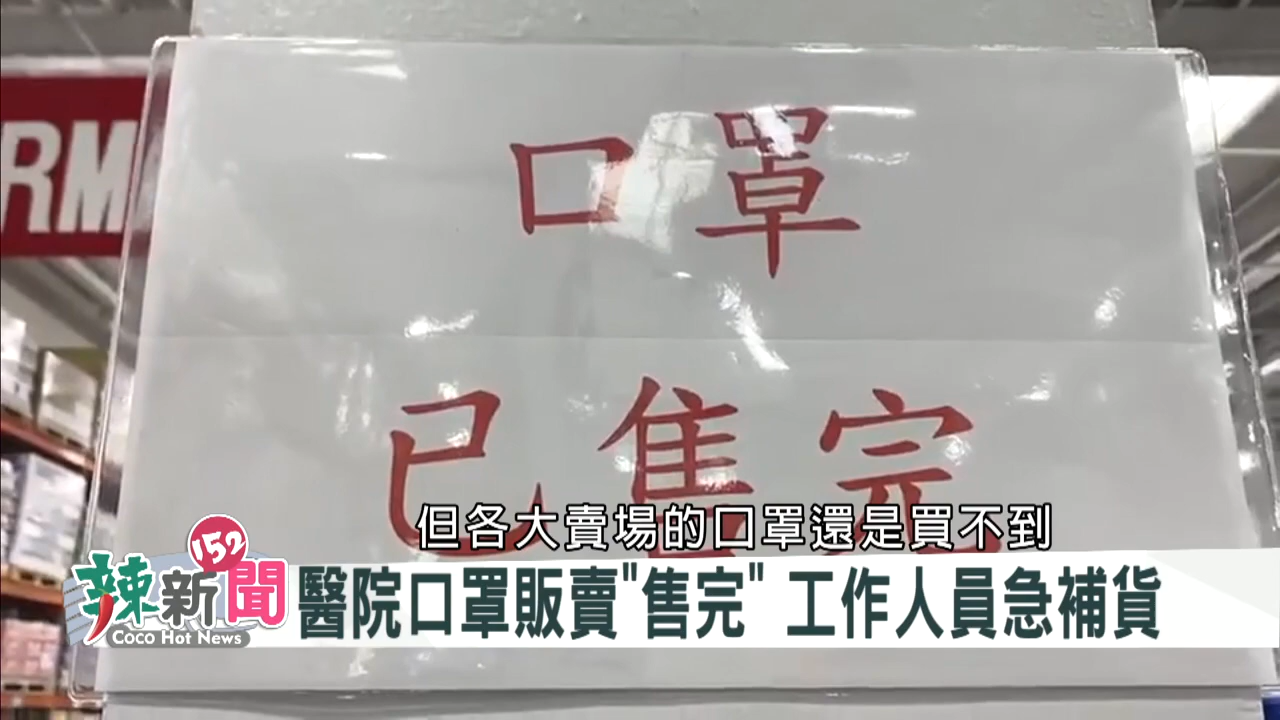 RM
口罩
已售完
但各大賣場的口罩還是買不到
152
辣新聞
Coco Hot News
醫院口罩販賣"售完" 工作人員急補貨